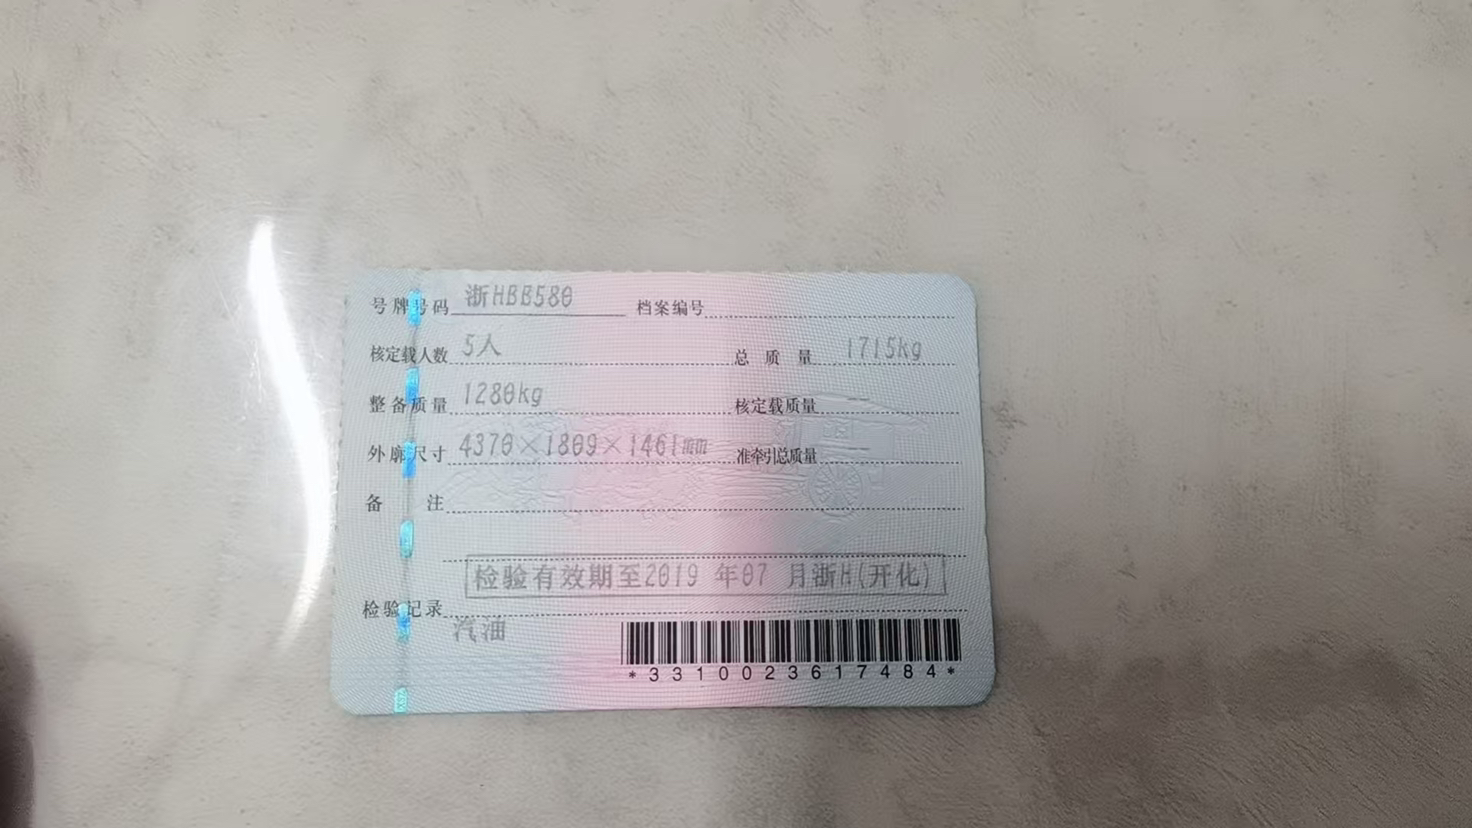 号牌号码 浙HBE580 档案编号
核定载人数 5人 总质量 1715kg
整备质量 1280kg 核定载质量 --
外廓尺寸 4370×1809×1461mm 准牵引总质量 --
备注
检验有效期至2019 年07 月浙H(开化)
检验记录
汽油
*3310023617484*